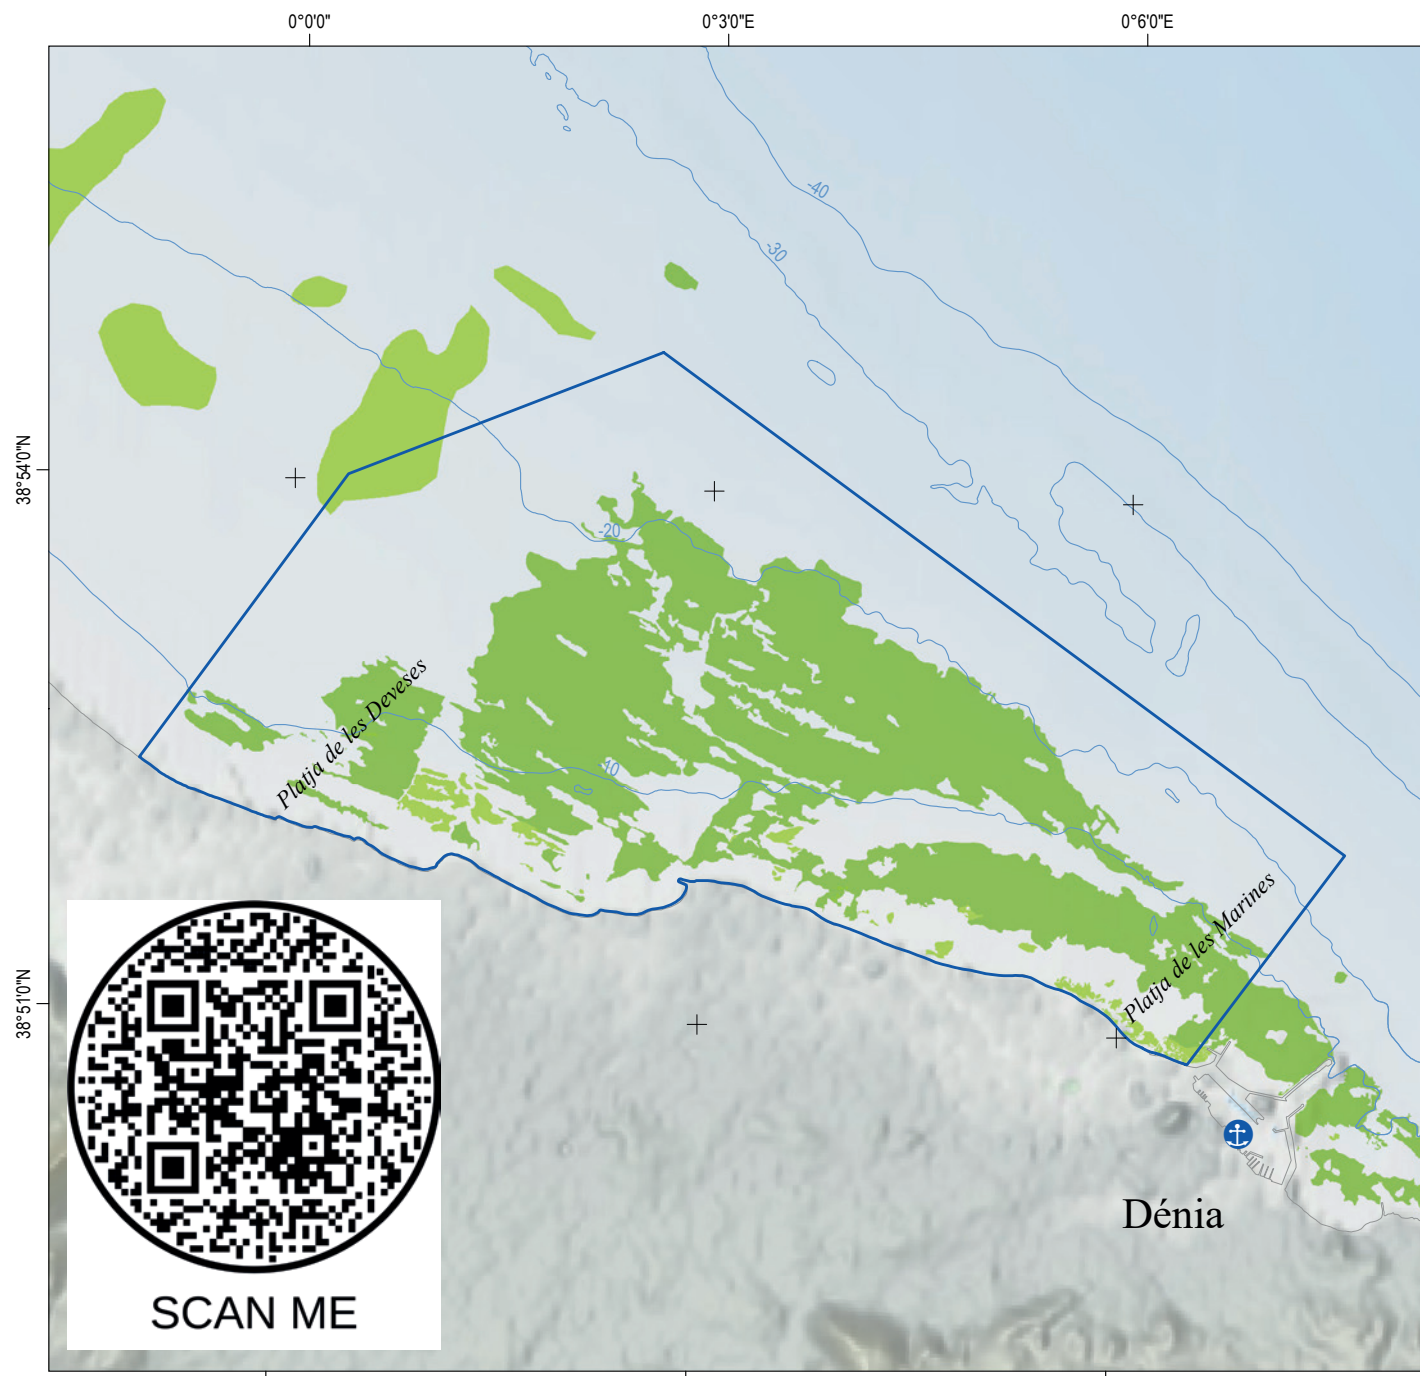 0°0'0"
0°3'0"E
0°6'0"E
-40
-30
38°54'0"N
-20
Platja de les Deveses
-10
Platja de les Marines
38°51'0"N
Dénia
SCAN ME